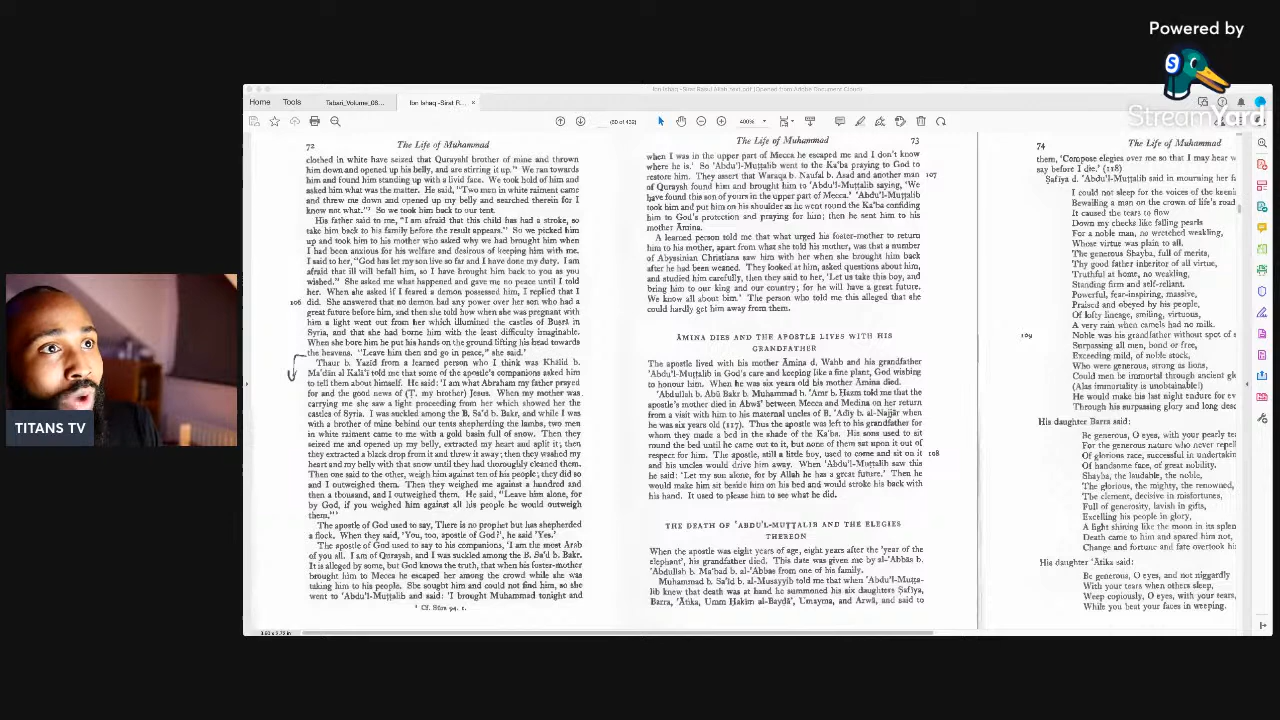 Powered by
StreamYard
Ibn Ishaq -Sirat Rasul Allah_text.pdf (Opened from Adobe Document Cloud)
Home Tools Tabari_Volume_06... Ibn Ishaq -Sirat R... ×
(60 of 432) 400%
72 The Life of Muhammad
clothed in white have seized that Qurayshī brother of mine and thrown
him down and opened up his belly, and are stirring it up." We ran towards
him and found him standing up with a livid face. We took hold of him and
asked him what was the matter. He said, "Two men in white raiment came
and threw me down and opened up my belly and searched therein for I
know not what."¹ So we took him back to our tent.
His father said to me, "I am afraid that this child has had a stroke, so
take him back to his family before the result appears." So we picked him
up and took him to his mother who asked why we had brought him when
I had been anxious for his welfare and desirous of keeping him with me.
I said to her, "God has let my son live so far and I have done my duty. I am
afraid that ill will befall him, so I have brought him back to you as you
wished." She asked me what happened and gave me no peace until I told
her. When she asked if I feared a demon possessed him, I replied that I
106 did. She answered that no demon had any power over her son who had a
great future before him, and then she told how when she was pregnant with
him a light went out from her which illumined the castles of Buṣrā in
Syria, and that she had borne him with the least difficulty imaginable.
When she bore him he put his hands on the ground lifting his head towards
the heavens. "Leave him then and go in peace," she said.'
Thaur b. Yazīd from a learned person who I think was Khālid b.
Ma'dān al Kalā'ī told me that some of the apostle's companions asked him
to tell them about himself. He said: 'I am what Abraham my father prayed
for and the good news of (T. my brother) Jesus. When my mother was
carrying me she saw a light proceeding from her which showed her the
castles of Syria. I was suckled among the B. Sa'd b. Bakr, and while I was
with a brother of mine behind our tents shepherding the lambs, two men
in white raiment came to me with a gold basin full of snow. Then they
seized me and opened up my belly, extracted my heart and split it; then
they extracted a black drop from it and threw it away; then they washed my
heart and my belly with that snow until they had thoroughly cleaned them.
Then one said to the other, weigh him against ten of his people; they did so
and I outweighed them. Then they weighed me against a hundred and
then a thousand, and I outweighed them. He said, "Leave him alone, for
by God, if you weighed him against all his people he would outweigh
them."'
The apostle of God used to say, There is no prophet but has shepherded
a flock. When they said, 'You, too, apostle of God?', he said 'Yes.'
The apostle of God used to say to his companions, 'I am the most Arab
of you all. I am of Quraysh, and I was suckled among the B. Sa'd b. Bakr.
It is alleged by some, but God knows the truth, that when his foster-mother
brought him to Mecca he escaped her among the crowd while she was
taking him to his people. She sought him and could not find him, so she
went to 'Abdu'l-Muṭṭalib and said: 'I brought Muhammad tonight and
¹ Cf. Sūra 94. 1.
The Life of Muhammad 73
when I was in the upper part of Mecca he escaped me and I don't know
where he is.' So 'Abdu'l-Muṭṭalib went to the Ka'ba praying to God to
restore him. They assert that Waraqa b. Naufal b. Asad and another man 107
of Quraysh found him and brought him to 'Abdu'l-Muṭṭalib saying, 'We
have found this son of yours in the upper part of Mecca.' 'Abdu'l-Muṭṭalib
took him and put him on his shoulder as he went round the Ka'ba confiding
him to God's protection and praying for him; then he sent him to his
mother Āmina.
A learned person told me that what urged his foster-mother to return
him to his mother, apart from what she told his mother, was that a number
of Abyssinian Christians saw him with her when she brought him back
after he had been weaned. They looked at him, asked questions about him,
and studied him carefully, then they said to her, 'Let us take this boy, and
bring him to our king and our country; for he will have a great future.
We know all about him.' The person who told me this alleged that she
could hardly get him away from them.
ĀMINA DIES AND THE APOSTLE LIVES WITH HIS
GRANDFATHER
The apostle lived with his mother Āmina d. Wahb and his grandfather
'Abdu'l-Muṭṭalib in God's care and keeping like a fine plant, God wishing
to honour him. When he was six years old his mother Āmina died.
'Abdullah b. Abū Bakr b. Muhammad b. 'Amr b. Ḥazm told me that the
apostle's mother died in Abwā' between Mecca and Medina on her return
from a visit with him to his maternal uncles of B. 'Adīy b. al-Najjār when
he was six years old (117). Thus the apostle was left to his grandfather for
whom they made a bed in the shade of the Ka'ba. His sons used to sit
round the bed until he came out to it, but none of them sat upon it out of
respect for him. The apostle, still a little boy, used to come and sit on it 108
and his uncles would drive him away. When 'Abdu'l-Muṭṭalib saw this
he said: 'Let my son alone, for by Allah he has a great future.' Then he
would make him sit beside him on his bed and would stroke his back with
his hand. It used to please him to see what he did.
THE DEATH OF 'ABDU'L-MUṬṬALIB AND THE ELEGIES
THEREON
When the apostle was eight years of age, eight years after the 'year of the
elephant', his grandfather died. This date was given me by al-'Abbās b.
'Abdullah b. Ma'bad b. al-'Abbās from one of his family.
Muhammad b. Sa'īd b. al-Musayyib told me that when 'Abdu'l-Muṭṭa-
lib knew that death was at hand he summoned his six daughters Ṣafīya,
Barra, 'Ātika, Umm Ḥakīm al-Bayḍā', Umayma, and Arwā, and said to
74 The Life of Muhammad
them, 'Compose elegies over me so that I may hear
say before I die.' (118)
Ṣafīya d. 'Abdu'l-Muṭṭalib said in mourning her
I could not sleep for the voices of the
Bewailing a man on the crown of life's road
It caused the tears to flow
Down my cheeks like falling pearls
For a noble man, no wretched weakling,
Whose virtue was plain to all.
The generous Shayba, full of merits,
Thy good father inheritor of all virtue,
Truthful at home, no weakling,
Standing firm and self-reliant.
Powerful, fear-inspiring, massive,
Praised and obeyed by his people,
Of lofty lineage, smiling, virtuous,
A very rain when camels had no milk.
109 Noble was his grandfather without spot of
Surpassing all men, bond or free,
Exceeding mild, of noble stock,
Who were generous, strong as lions,
Could men be immortal through ancient
(Alas immortality is unobtainable!)
He would make his last night endure for
Through his surpassing glory and long
His daughter Barra said:
Be generous, O eyes, with your pearly
For the generous nature who never
Of glorious race, successful in
Of handsome face, of great nobility.
Shayba, the laudable, the noble,
The glorious, the mighty, the renowned,
The clement, decisive in misfortunes,
Full of generosity, lavish in gifts,
Excelling his people in glory,
A light shining like the moon in its
Death came to him and spared him not,
Change and fortune and fate overtook
His daughter 'Ātika said:
Be generous, O eyes, and not niggardly
With your tears when others sleep,
Weep copiously, O eyes, with your tears,
While you beat your faces in weeping.
TITANS TV